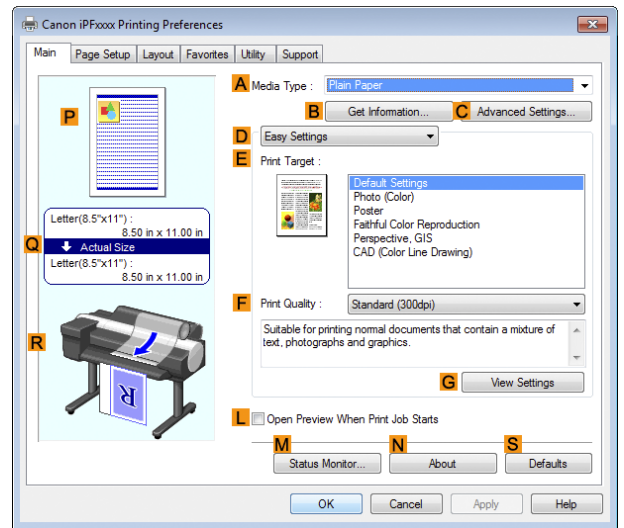 Canon iPFxxxx Printing Preferences
Main Page Setup Layout Favorites Utility Support
A Media Type : Plain Paper
B Get Information... C Advanced Settings...
D Easy Settings
E Print Target :
Default Settings
Photo (Color)
Poster
Faithful Color Reproduction
Perspective, GIS
CAD (Color Line Drawing)
P
Letter(8.5"x11") :
8.50 in x 11.00 in
Q Actual Size
Letter(8.5"x11") :
8.50 in x 11.00 in
R
R
F Print Quality : Standard (300dpi)
Suitable for printing normal documents that contain a mixture of
text, photographs and graphics.
G View Settings
L Open Preview When Print Job Starts
M Status Monitor... N About S Defaults
OK Cancel Apply Help